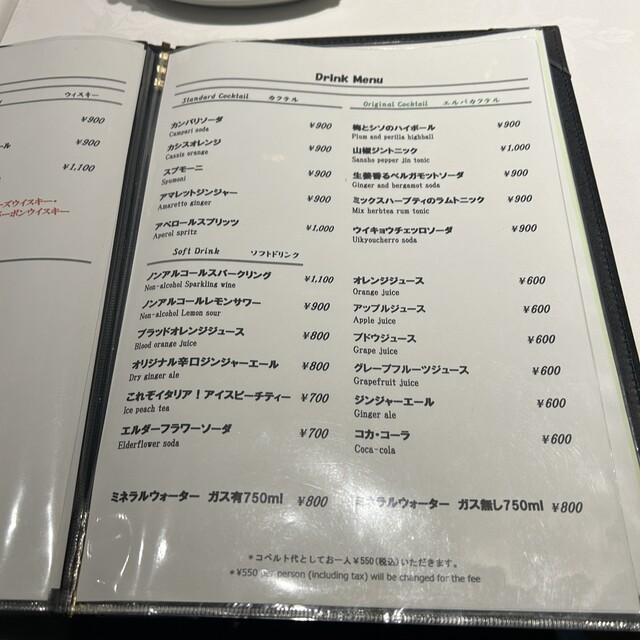 ウィスキー
¥900
ール ¥900
¥1,100
ーズウイスキー・
バーボンウイスキー
Drink Menu
Standard Cocktail カクテル
カンパリソーダ ¥900
Campari soda
カシスオレンジ ¥900
Cassis orange
スプモーニ ¥900
Spumoni
アマレットジンジャー ¥900
Amaretto ginger
アペロールスプリッツ ¥1,000
Aperol spritz
Original Cocktail エルバカクテル
梅とシソのハイボール ¥900
Plum and perilla highball
山椒ジントニック ¥1,000
Sansho pepper jin tonic
生姜香るベルガモットソーダ ¥900
Ginger and bergamot soda
ミックスハーブティのラムトニック ¥900
Mix herbtea rum tonic
ウイキョウチェッロソーダ ¥900
Uikyoucherro soda
Soft Drink ソフトドリンク
ノンアルコールスパークリング ¥1,100
Non-alcohol Sparkling wine
ノンアルコールレモンサワー ¥900
Non-alcohol Lemon sour
ブラッドオレンジジュース ¥800
Blood orange juice
オリジナル辛口ジンジャーエール ¥800
Dry ginger ale
これぞイタリア！アイスピーチティー ¥700
Ice peach tea
エルダーフラワーソーダ ¥700
Elderflower soda
オレンジジュース ¥600
Orange juice
アップルジュース ¥600
Apple juice
ブドウジュース ¥600
Grape juice
グレープフルーツジュース ¥600
Grapefruit juice
ジンジャーエール ¥600
Ginger ale
コカ・コーラ ¥600
Coca-cola
ミネラルウォーター ガス有750ml ¥800
ミネラルウォーター ガス無し750ml ¥800
*コペルト代としてお一人¥550(税込)いただきます。
*¥550 per person (including tax) will be changed for the fee